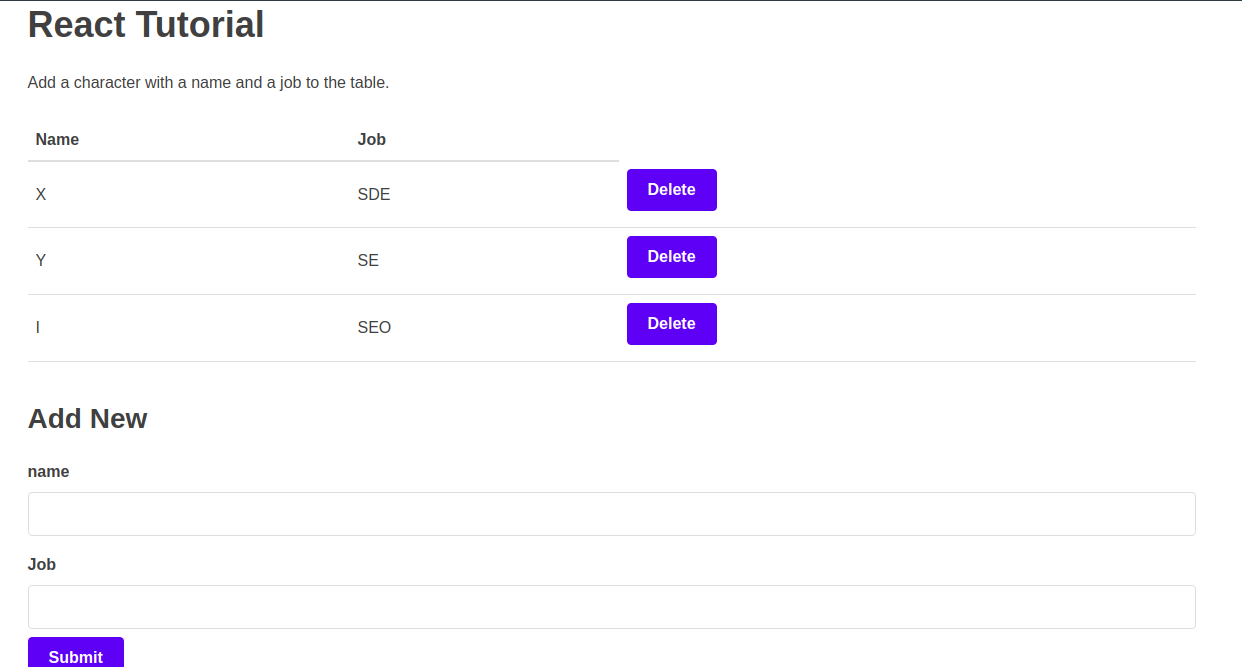 React Tutorial
Add a character with a name and a job to the table.
Name Job
X SDE Delete
Y SE Delete
I SEO Delete
Add New
name
Job
Submit